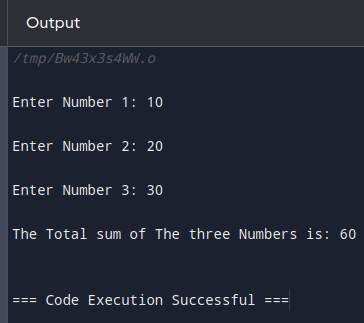 Output
/tmp/Bw43x3s4WW.o
Enter Number 1: 10
Enter Number 2: 20
Enter Number 3: 30
The Total sum of The three Numbers is: 60
=== Code Execution Successful ===